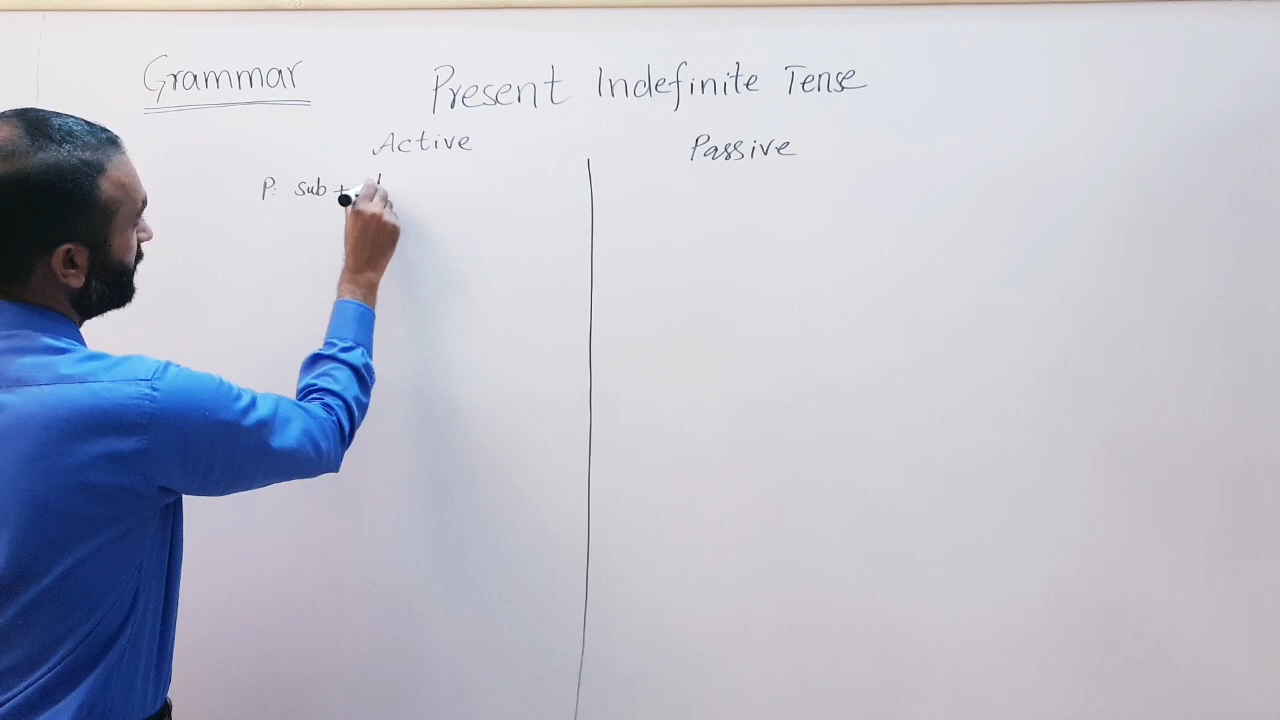 Grammar
Present Indefinite Tense
Active
Passive
P: Sub +